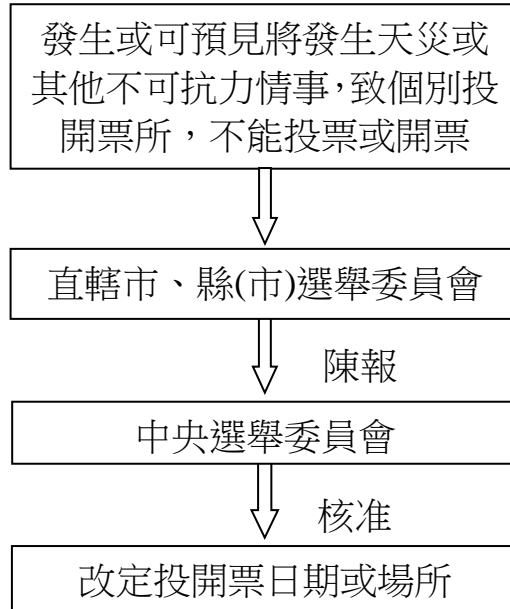 發生或可預見將發生天災或
其他不可抗力情事,致個別投
開票所，不能投票或開票
直轄市、縣(市)選舉委員會
陳報
中央選舉委員會
核准
改定投開票日期或場所